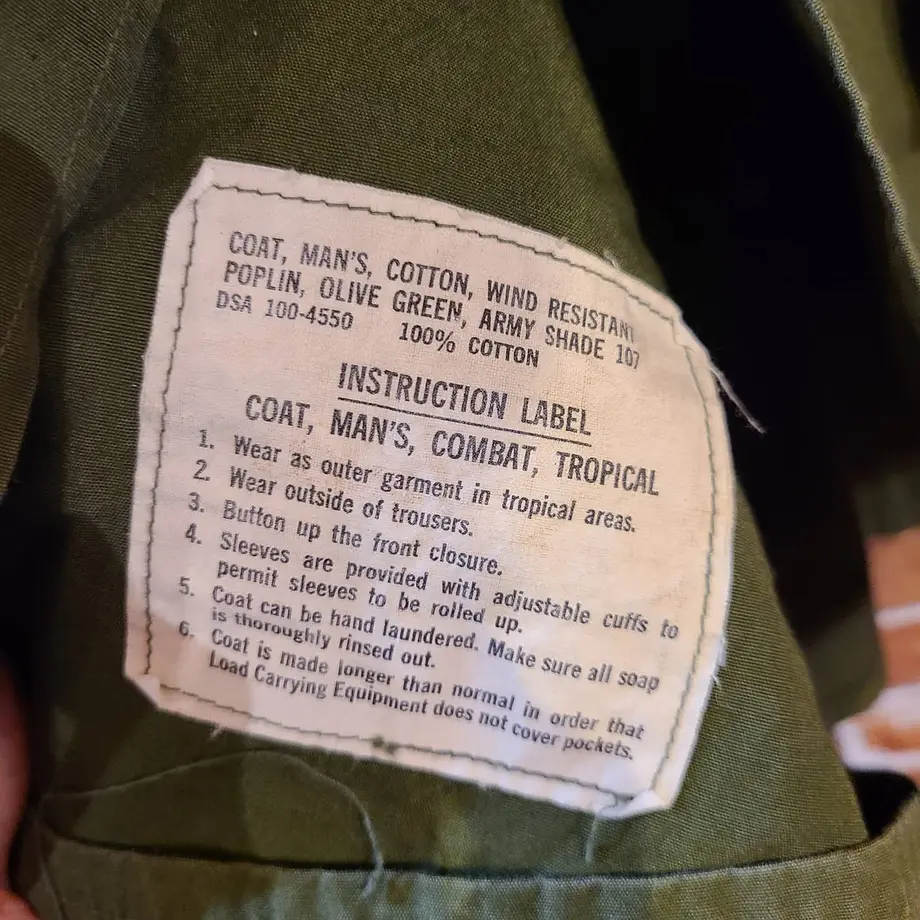 COAT, MAN'S, COTTON, WIND RESISTANT
POPLIN, OLIVE GREEN, ARMY SHADE 107
DSA 100-4550 100% COTTON
INSTRUCTION LABEL
COAT, MAN'S, COMBAT, TROPICAL
1. Wear as outer garment in tropical areas.
2. Wear outside of trousers.
3. Button up the front closure.
4. Sleeves are provided with adjustable cuffs to
permit sleeves to be rolled up.
5. Coat can be hand laundered. Make sure all soap
is thoroughly rinsed out.
6. Coat is made longer than normal in order that
Load Carrying Equipment does not cover pockets.